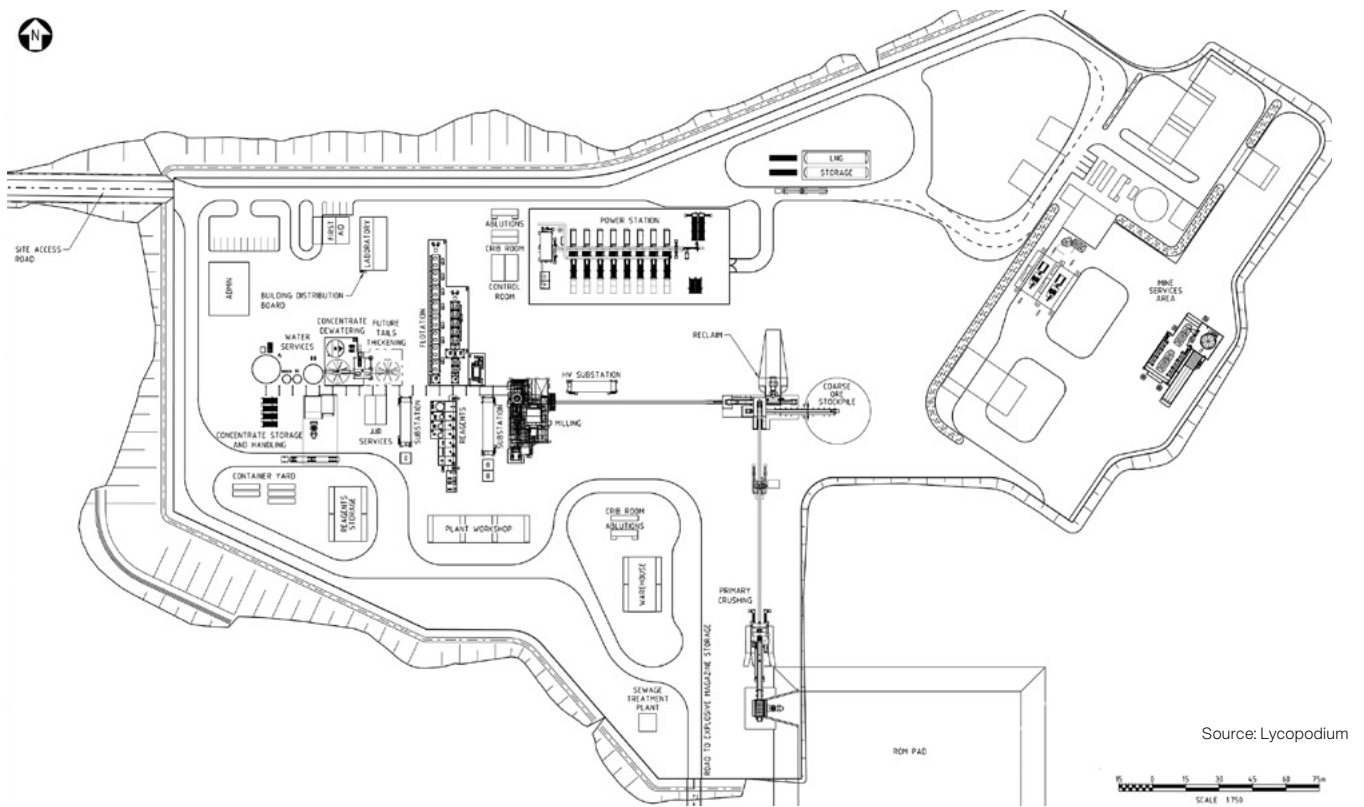 N
LNG
STORAGE
SITE ACCESS
ROAD
FIRST
AID
LABORATORY
ABLUTIONS
CRIB ROOM
CONTROL
ROOM
POWER STATION
ADMIN
BUILDING DISTRIBUTION
BOARD
MINE
SERVICES
AREA
WATER
SERVICES
CONCENTRATE
DEWATERING
FUTURE
TAILS
THICKENING
FLOTATION
RECLAIM
HV SUBSTATION
COARSE
ORE
STOCKPILE
CONCENTRATE STORAGE
AND HANDLING
AIR
SERVICES
SUBSTATION
REAGENTS
SUBSTATION
MILLING
CONTAINER YARD
REAGENTS
STORAGE
PLANT WORKSHOP
CRIB ROOM
ABLUTIONS
WAREHOUSE
PRIMARY
CRUSHING
SEWAGE
TREATMENT
PLANT
ROAD TO EXPLOSIVE MAGAZINE STORAGE
ROM PAD
Source: Lycopodium
15 0 15 30 45 60 75m
SCALE 1:750